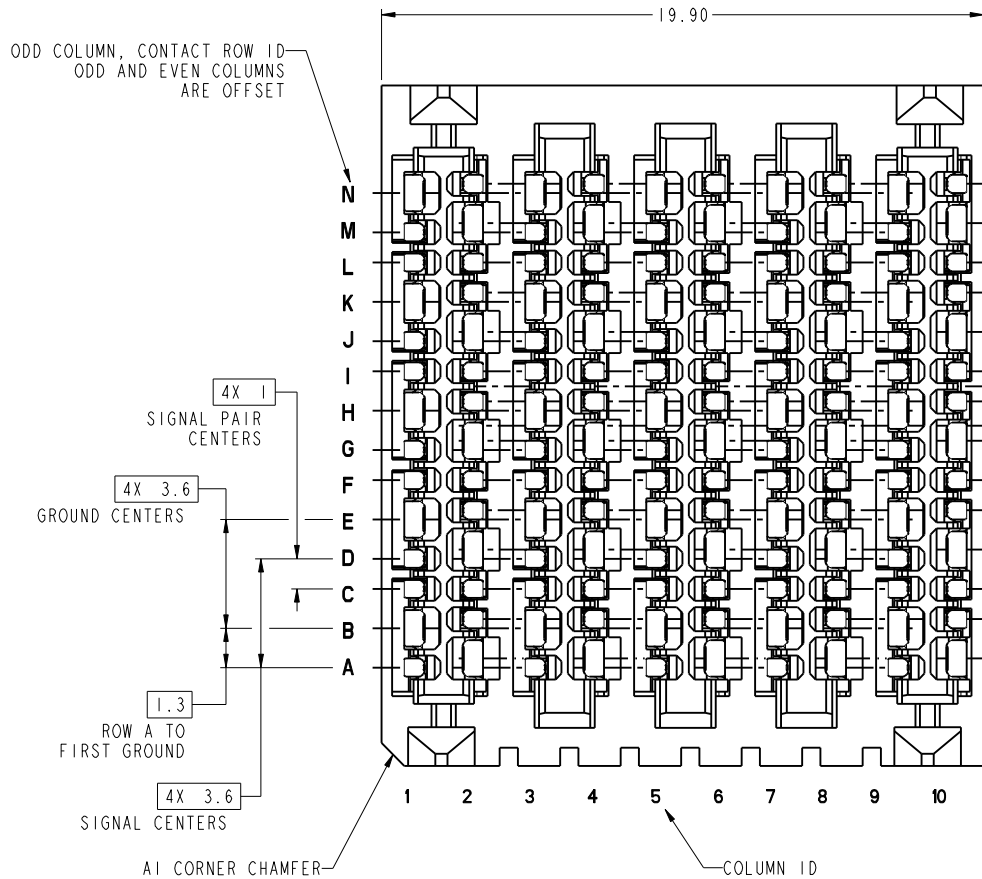 19.90
ODD COLUMN, CONTACT ROW ID
ODD AND EVEN COLUMNS
ARE OFFSET
N
M
L
K
J
I
H
G
F
E
D
C
B
A
4X 1
SIGNAL PAIR
CENTERS
4X 3.6
GROUND CENTERS
1.3
ROW A TO
FIRST GROUND
4X 3.6
SIGNAL CENTERS
1 2 3 4 5 6 7 8 9 10
A1 CORNER CHAMFER
COLUMN ID